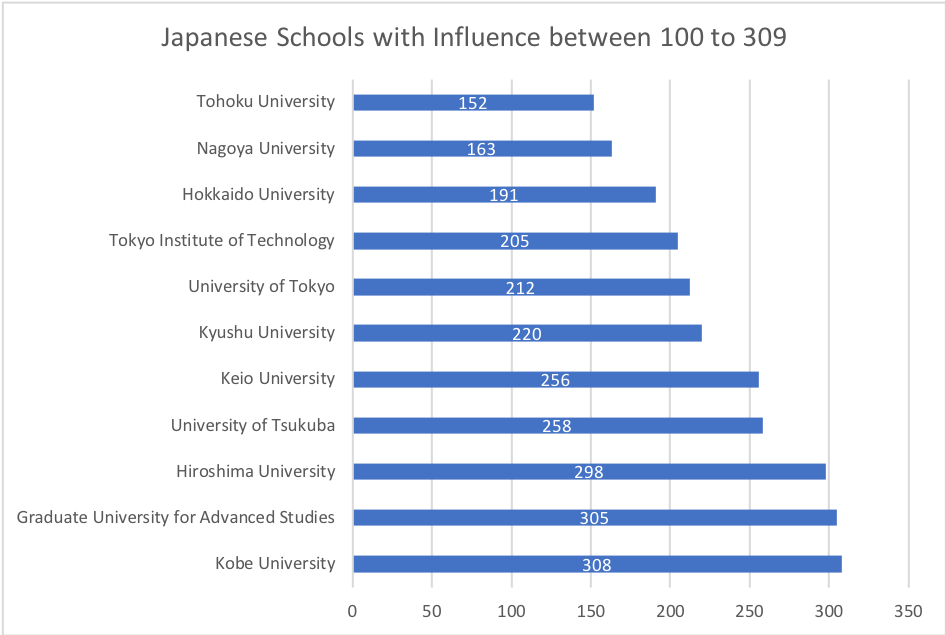 Japanese Schools with Influence between 100 to 309
Tohoku University 152
Nagoya University 163
Hokkaido University 191
Tokyo Institute of Technology 205
University of Tokyo 212
Kyushu University 220
Keio University 256
University of Tsukuba 258
Hiroshima University 298
Graduate University for Advanced Studies 305
Kobe University 308
0 50 100 150 200 250 300 350